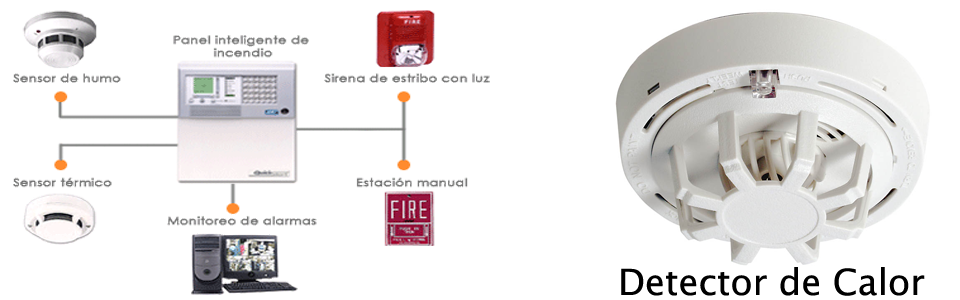 Panel inteligente de
incendio
FIRE
Sensor de humo
Sirena de estribo con luz
Sensor térmico
Estación manual
Monitoreo de alarmas
FIRE
Detector de Calor